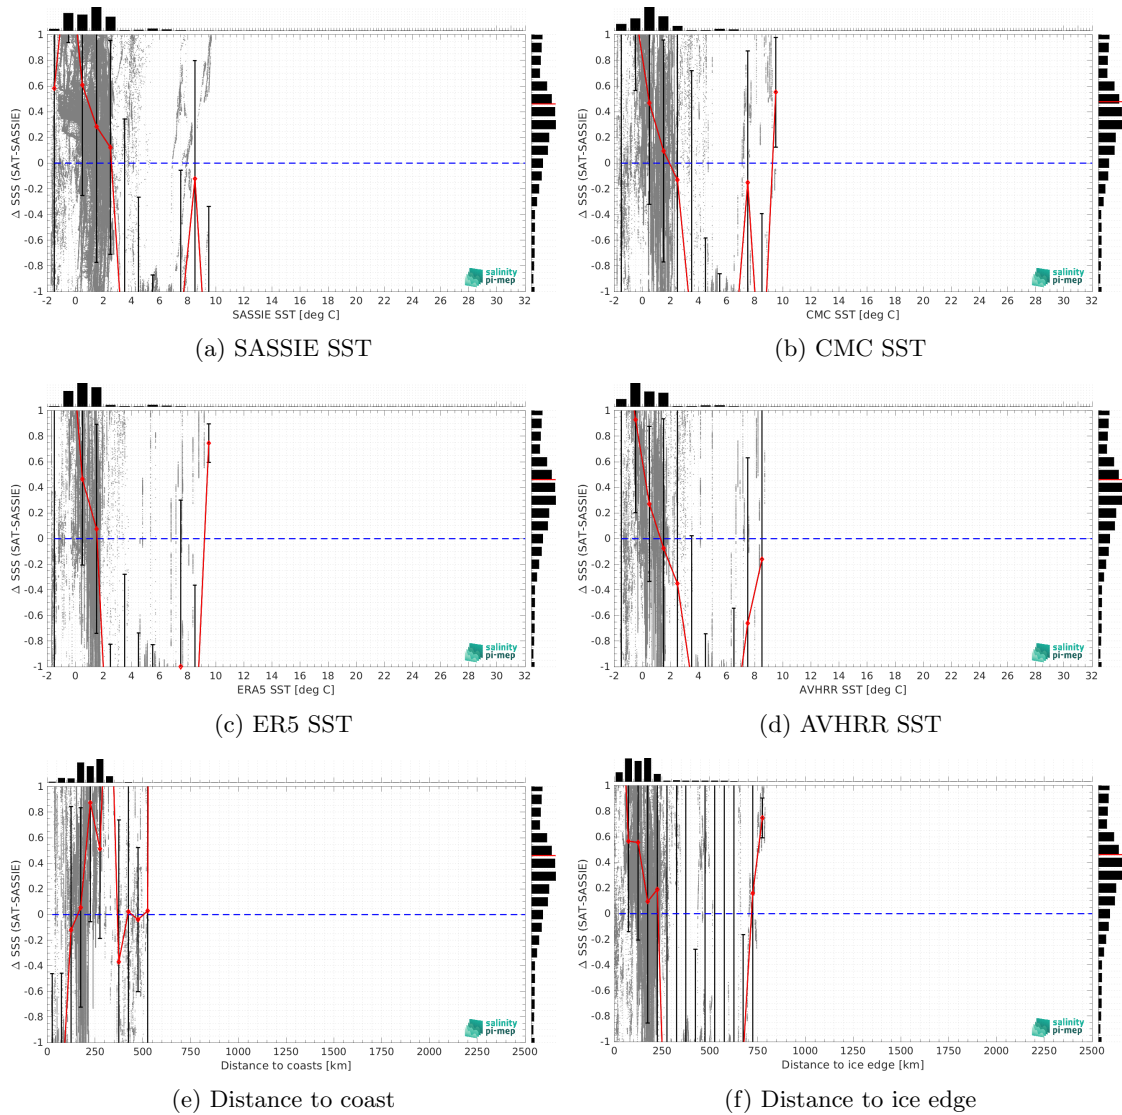 1
0.8
0.6
0.4
0.2
0
-0.2
-0.4
-0.6
-0.8
-1
Δ SSS (SAT-SASSIE)
-2 0 2 4 6 8 10 12 14 16 18 20 22 24 26 28 30 32
SASSIE SST [deg C]
salinity
pi-mep
(a) SASSIE SST
1
0.8
0.6
0.4
0.2
0
-0.2
-0.4
-0.6
-0.8
-1
Δ SSS (SAT-SASSIE)
-2 0 2 4 6 8 10 12 14 16 18 20 22 24 26 28 30 32
CMC SST [deg C]
salinity
pi-mep
(b) CMC SST
1
0.8
0.6
0.4
0.2
0
-0.2
-0.4
-0.6
-0.8
-1
Δ SSS (SAT-SASSIE)
-2 0 2 4 6 8 10 12 14 16 18 20 22 24 26 28 30 32
ERA5 SST [deg C]
salinity
pi-mep
(c) ER5 SST
1
0.8
0.6
0.4
0.2
0
-0.2
-0.4
-0.6
-0.8
-1
Δ SSS (SAT-SASSIE)
-2 0 2 4 6 8 10 12 14 16 18 20 22 24 26 28 30 32
AVHRR SST [deg C]
salinity
pi-mep
(d) AVHRR SST
1
0.8
0.6
0.4
0.2
0
-0.2
-0.4
-0.6
-0.8
-1
Δ SSS (SAT-SASSIE)
0 250 500 750 1000 1250 1500 1750 2000 2250 2500
Distance to coasts [km]
salinity
pi-mep
(e) Distance to coast
1
0.8
0.6
0.4
0.2
0
-0.2
-0.4
-0.6
-0.8
-1
Δ SSS (SAT-SASSIE)
0 250 500 750 1000 1250 1500 1750 2000 2250 2500
Distance to ice edge [km]
salinity
pi-mep
(f) Distance to ice edge